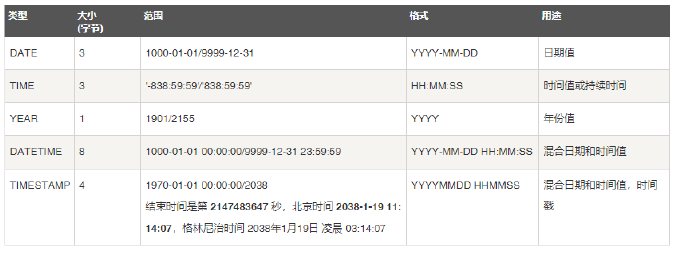 类型 大小 范围 格式 用途
(字节)
DATE 3 1000-01-01/9999-12-31 YYYY-MM-DD 日期值
TIME 3 '-838:59:59'/'838:59:59' HH:MM:SS 时间值或持续时间
YEAR 1 1901/2155 YYYY 年份值
DATETIME 8 1000-01-01 00:00:00/9999-12-31 23:59:59 YYYY-MM-DD HH:MM:SS 混合日期和时间值
TIMESTAMP 4 1970-01-01 00:00:00/2038 YYYYMMDD HHMMSS 混合日期和时间值，时间
结束时间是第 2147483647 秒，北京时间 2038-1-19 11: 戳
14:07，格林尼治时间 2038年1月19日 凌晨 03:14:07